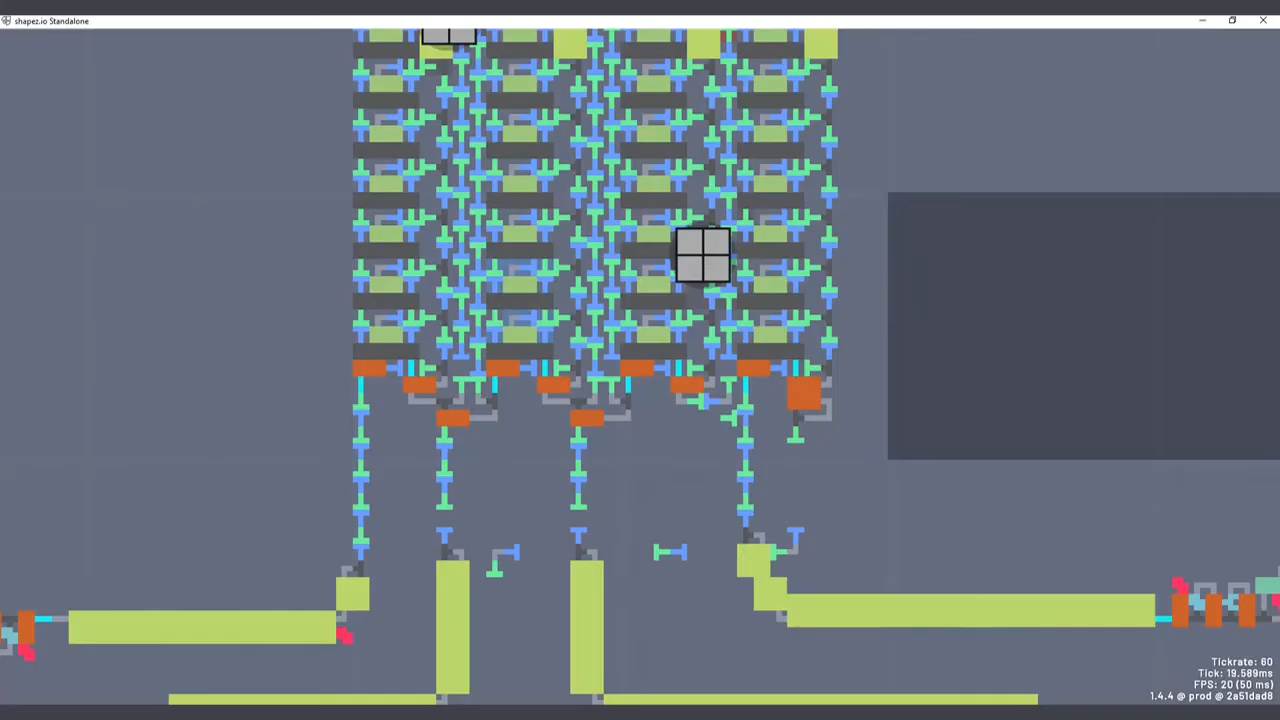 shapez.io Standalone
Tickrate: 60
Tick: 19.589ms
FPS: 20 (50 ms)
1.4.4 @ prod @ 2a51dad8